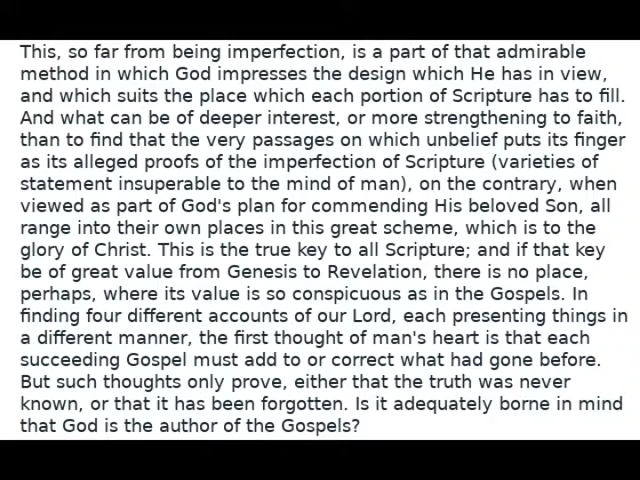 This, so far from being imperfection, is a part of that admirable
method in which God impresses the design which He has in view,
and which suits the place which each portion of Scripture has to fill.
And what can be of deeper interest, or more strengthening to faith,
than to find that the very passages on which unbelief puts its finger
as its alleged proofs of the imperfection of Scripture (varieties of
statement insuperable to the mind of man), on the contrary, when
viewed as part of God's plan for commending His beloved Son, all
range into their own places in this great scheme, which is to the
glory of Christ. This is the true key to all Scripture; and if that key
be of great value from Genesis to Revelation, there is no place,
perhaps, where its value is so conspicuous as in the Gospels. In
finding four different accounts of our Lord, each presenting things in
a different manner, the first thought of man's heart is that each
succeeding Gospel must add to or correct what had gone before.
But such thoughts only prove, either that the truth was never
known, or that it has been forgotten. Is it adequately borne in mind
that God is the author of the Gospels?